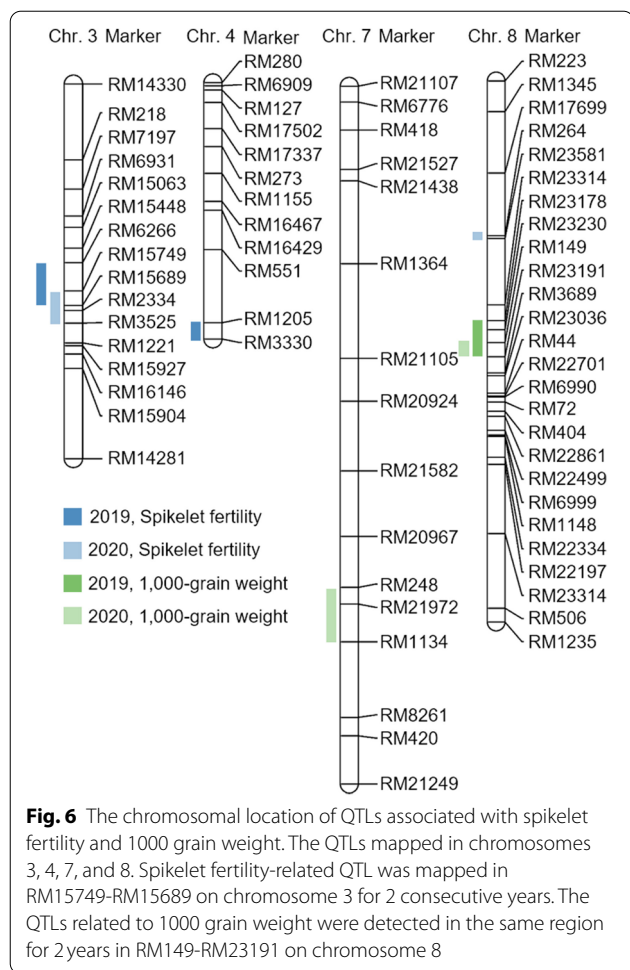 Chr. 3 Marker
RM14330
RM218
RM7197
RM6931
RM15063
RM15448
RM6266
RM15749
RM15689
RM2334
RM3525
RM1221
RM15927
RM16146
RM15904
RM14281
Chr. 4 Marker
RM280
RM6909
RM127
RM17502
RM17337
RM273
RM1155
RM16467
RM16429
RM551
RM1205
RM3330
Chr. 7 Marker
RM21107
RM6776
RM418
RM21527
RM21438
RM1364
RM21105
RM20924
RM21582
RM20967
RM248
RM21972
RM1134
RM8261
RM420
RM21249
Chr. 8 Marker
RM223
RM1345
RM17699
RM264
RM23581
RM23314
RM23178
RM23230
RM149
RM23191
RM3689
RM23036
RM44
RM22701
RM6990
RM72
RM404
RM22861
RM22499
RM6999
RM1148
RM22334
RM22197
RM23314
RM506
RM1235
2019, Spikelet fertility
2020, Spikelet fertility
2019, 1,000-grain weight
2020, 1,000-grain weight
Fig. 6 The chromosomal location of QTLs associated with spikelet
fertility and 1000 grain weight. The QTLs mapped in chromosomes
3, 4, 7, and 8. Spikelet fertility-related QTL was mapped in
RM15749-RM15689 on chromosome 3 for 2 consecutive years. The
QTLs related to 1000 grain weight were detected in the same region
for 2 years in RM149-RM23191 on chromosome 8